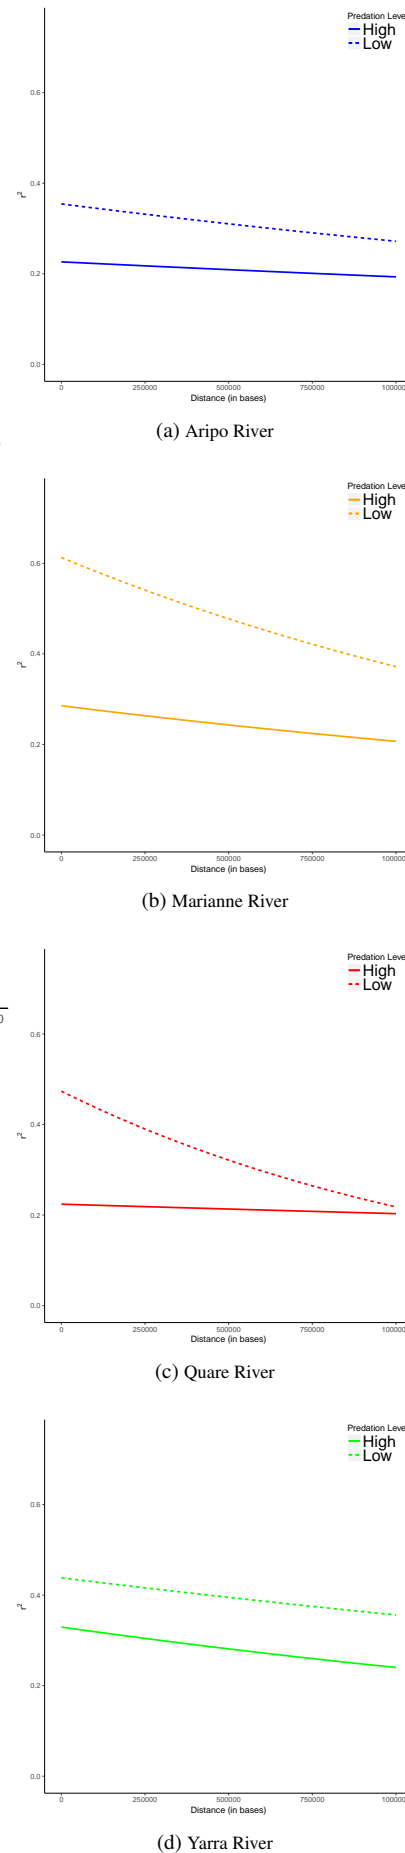 Predation Leve
High
Low
0.6
0.4
r²
0.2
0.0
0 250000 500000 750000 100000
Distance (in bases)
(a) Aripo River
Predation Leve
High
Low
0.6
0.4
r²
0.2
0.0
0 250000 500000 750000 100000
Distance (in bases)
(b) Marianne River
Predation Leve
High
Low
0
0.6
0.4
r²
0.2
0.0
0 250000 500000 750000 100000
Distance (in bases)
(c) Quare River
Predation Leve
High
Low
0.6
0.4
r²
0.2
0.0
0 250000 500000 750000 100000
Distance (in bases)
(d) Yarra River